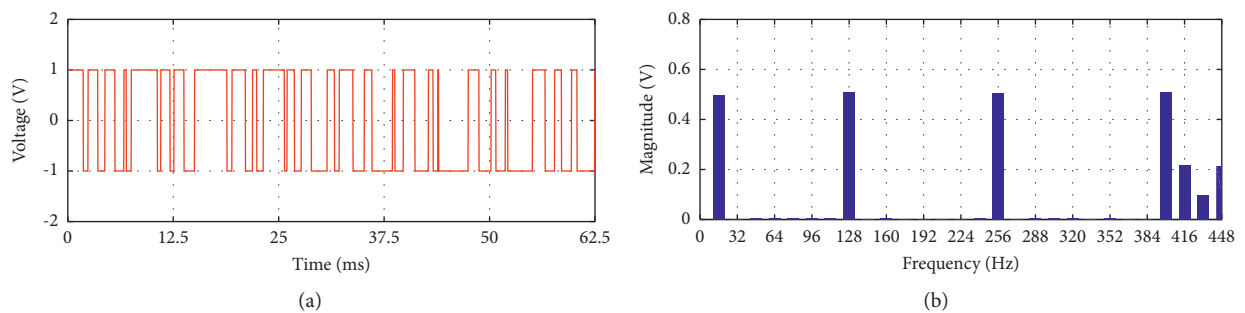 2
1
0
-1
-2
Voltage (V)
0 12.5 25 37.5 50 62.5
Time (ms)
(a)
0.8
0.6
0.4
0.2
0
Magnitude (V)
0 32 64 96 128 160 192 224 256 288 320 352 384 416 448
Frequency (Hz)
(b)